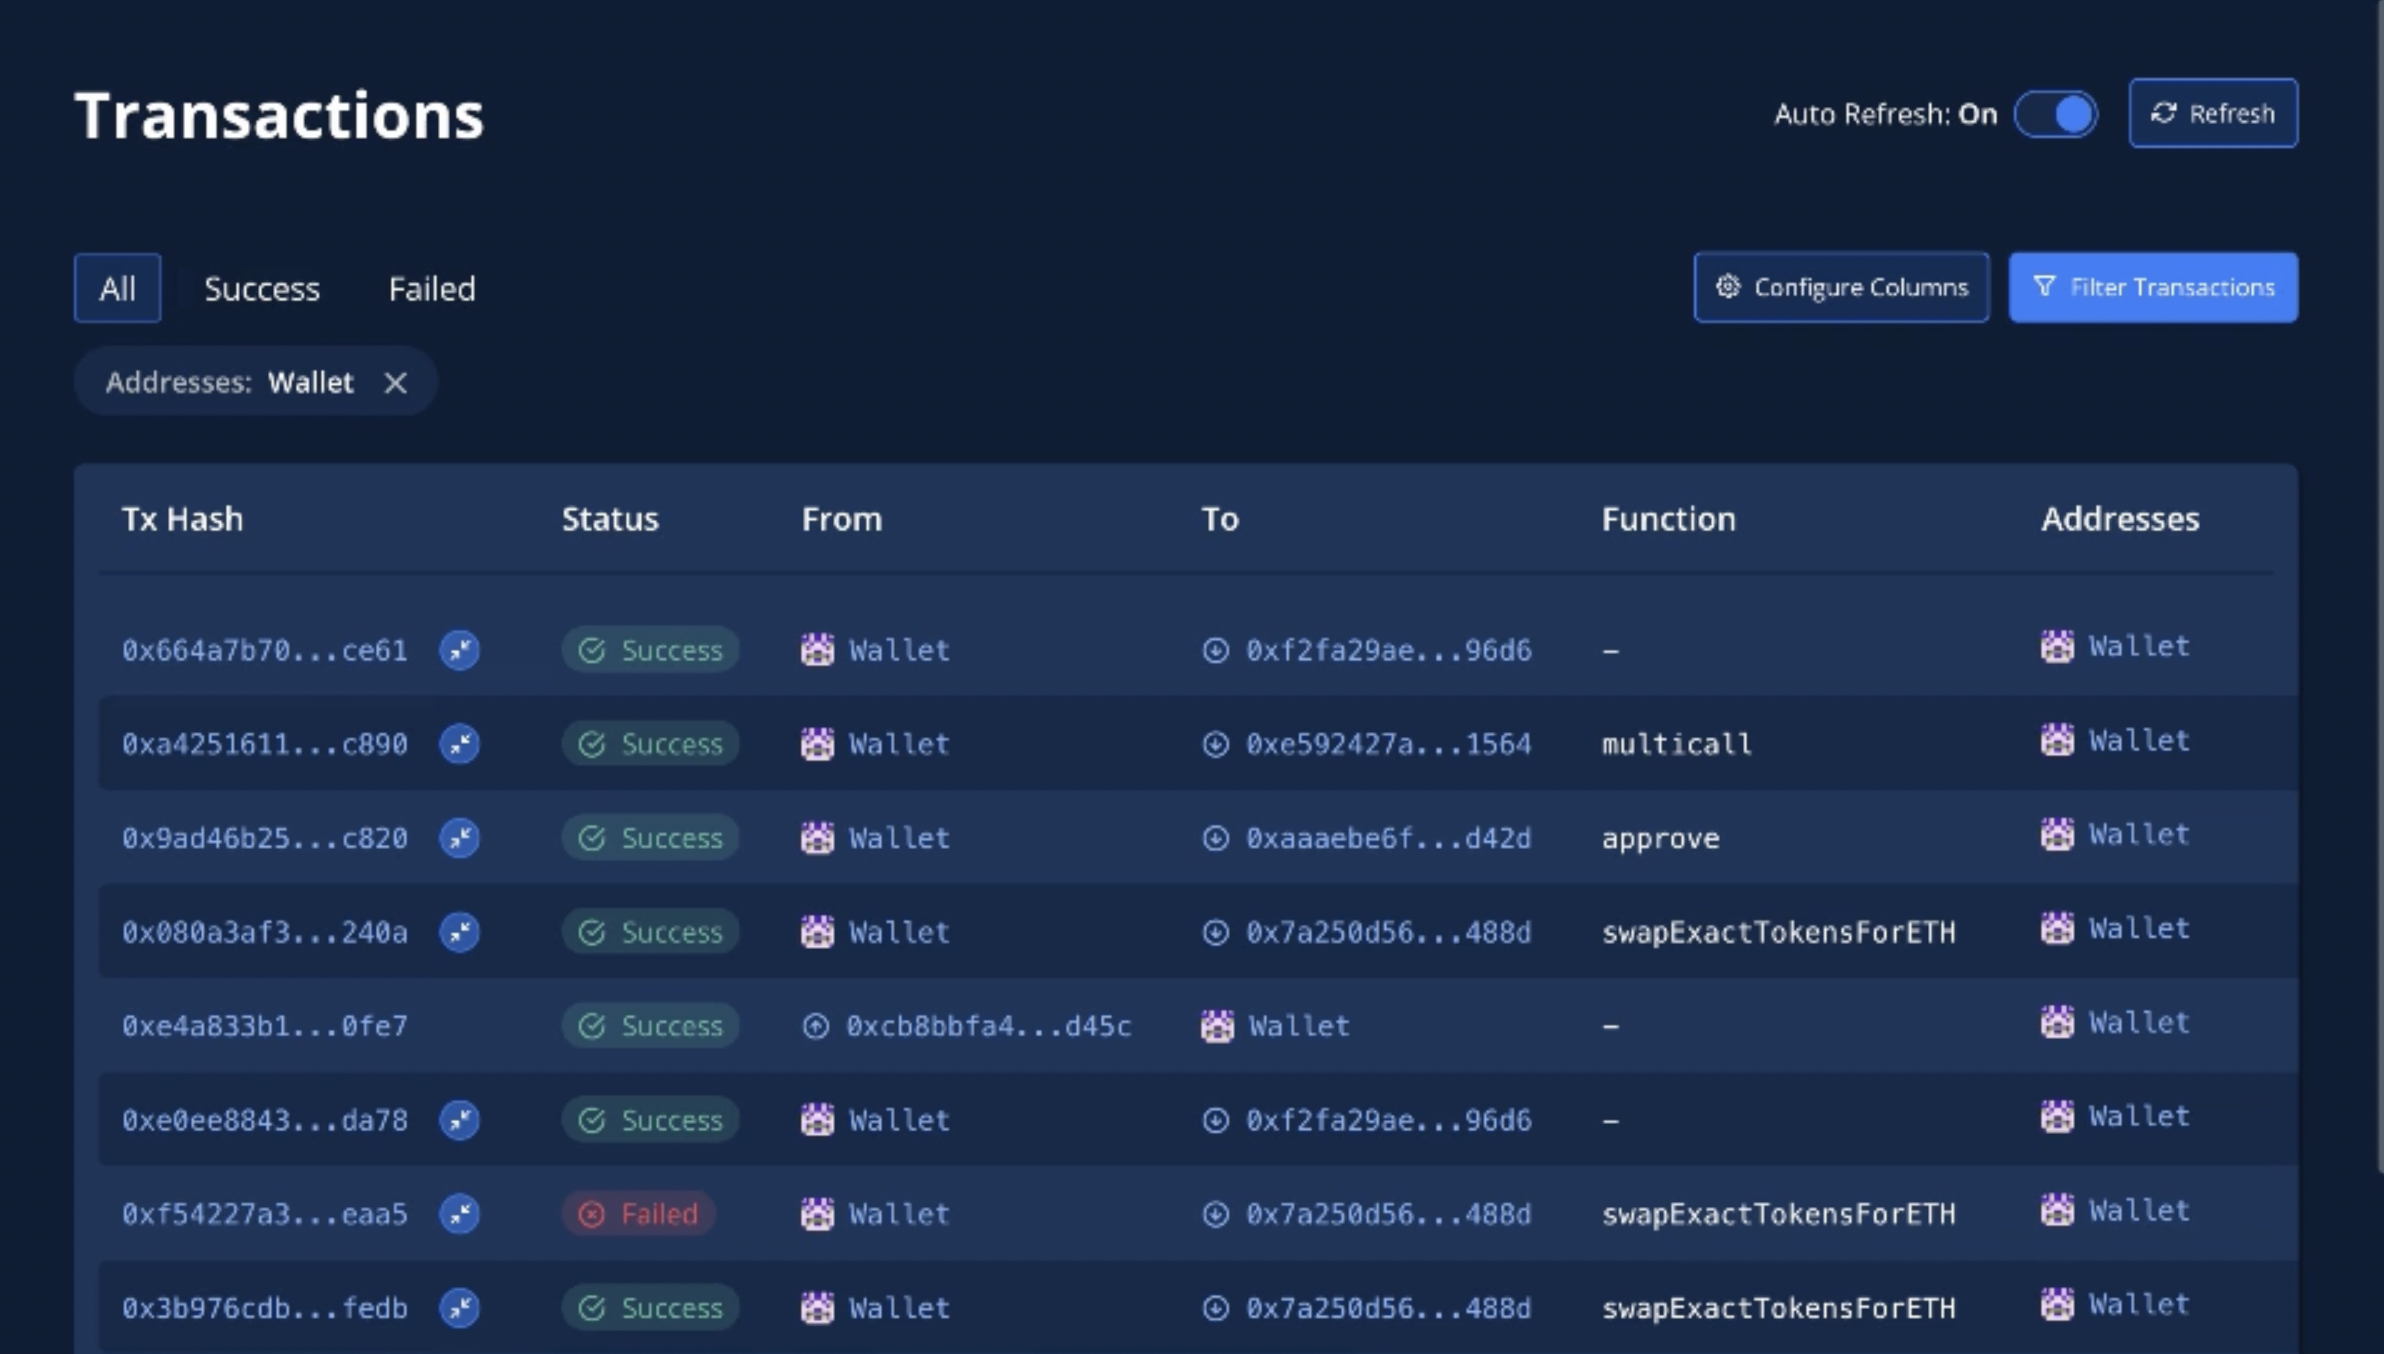 Transactions
Auto Refresh: On
Refresh
All
Success
Failed
Configure Columns
Filter Transactions
Addresses: Wallet
Tx Hash Status From To Function Addresses
0x664a7b70...ce61 Success Wallet 0xf2fa29ae...96d6 – Wallet
0xa4251611...c890 Success Wallet 0xe592427a...1564 multicall Wallet
0x9ad46b25...c820 Success Wallet 0xaaaebe6f...d42d approve Wallet
0x080a3af3...240a Success Wallet 0x7a250d56...488d swapExactTokensForETH Wallet
0xe4a833b1...0fe7 Success 0xcb8bbfa4...d45c Wallet – Wallet
0xe0ee8843...da78 Success Wallet 0xf2fa29ae...96d6 – Wallet
0xf54227a3...eaa5 Failed Wallet 0x7a250d56...488d swapExactTokensForETH Wallet
0x3b976cdb...fedb Success Wallet 0x7a250d56...488d swapExactTokensForETH Wallet